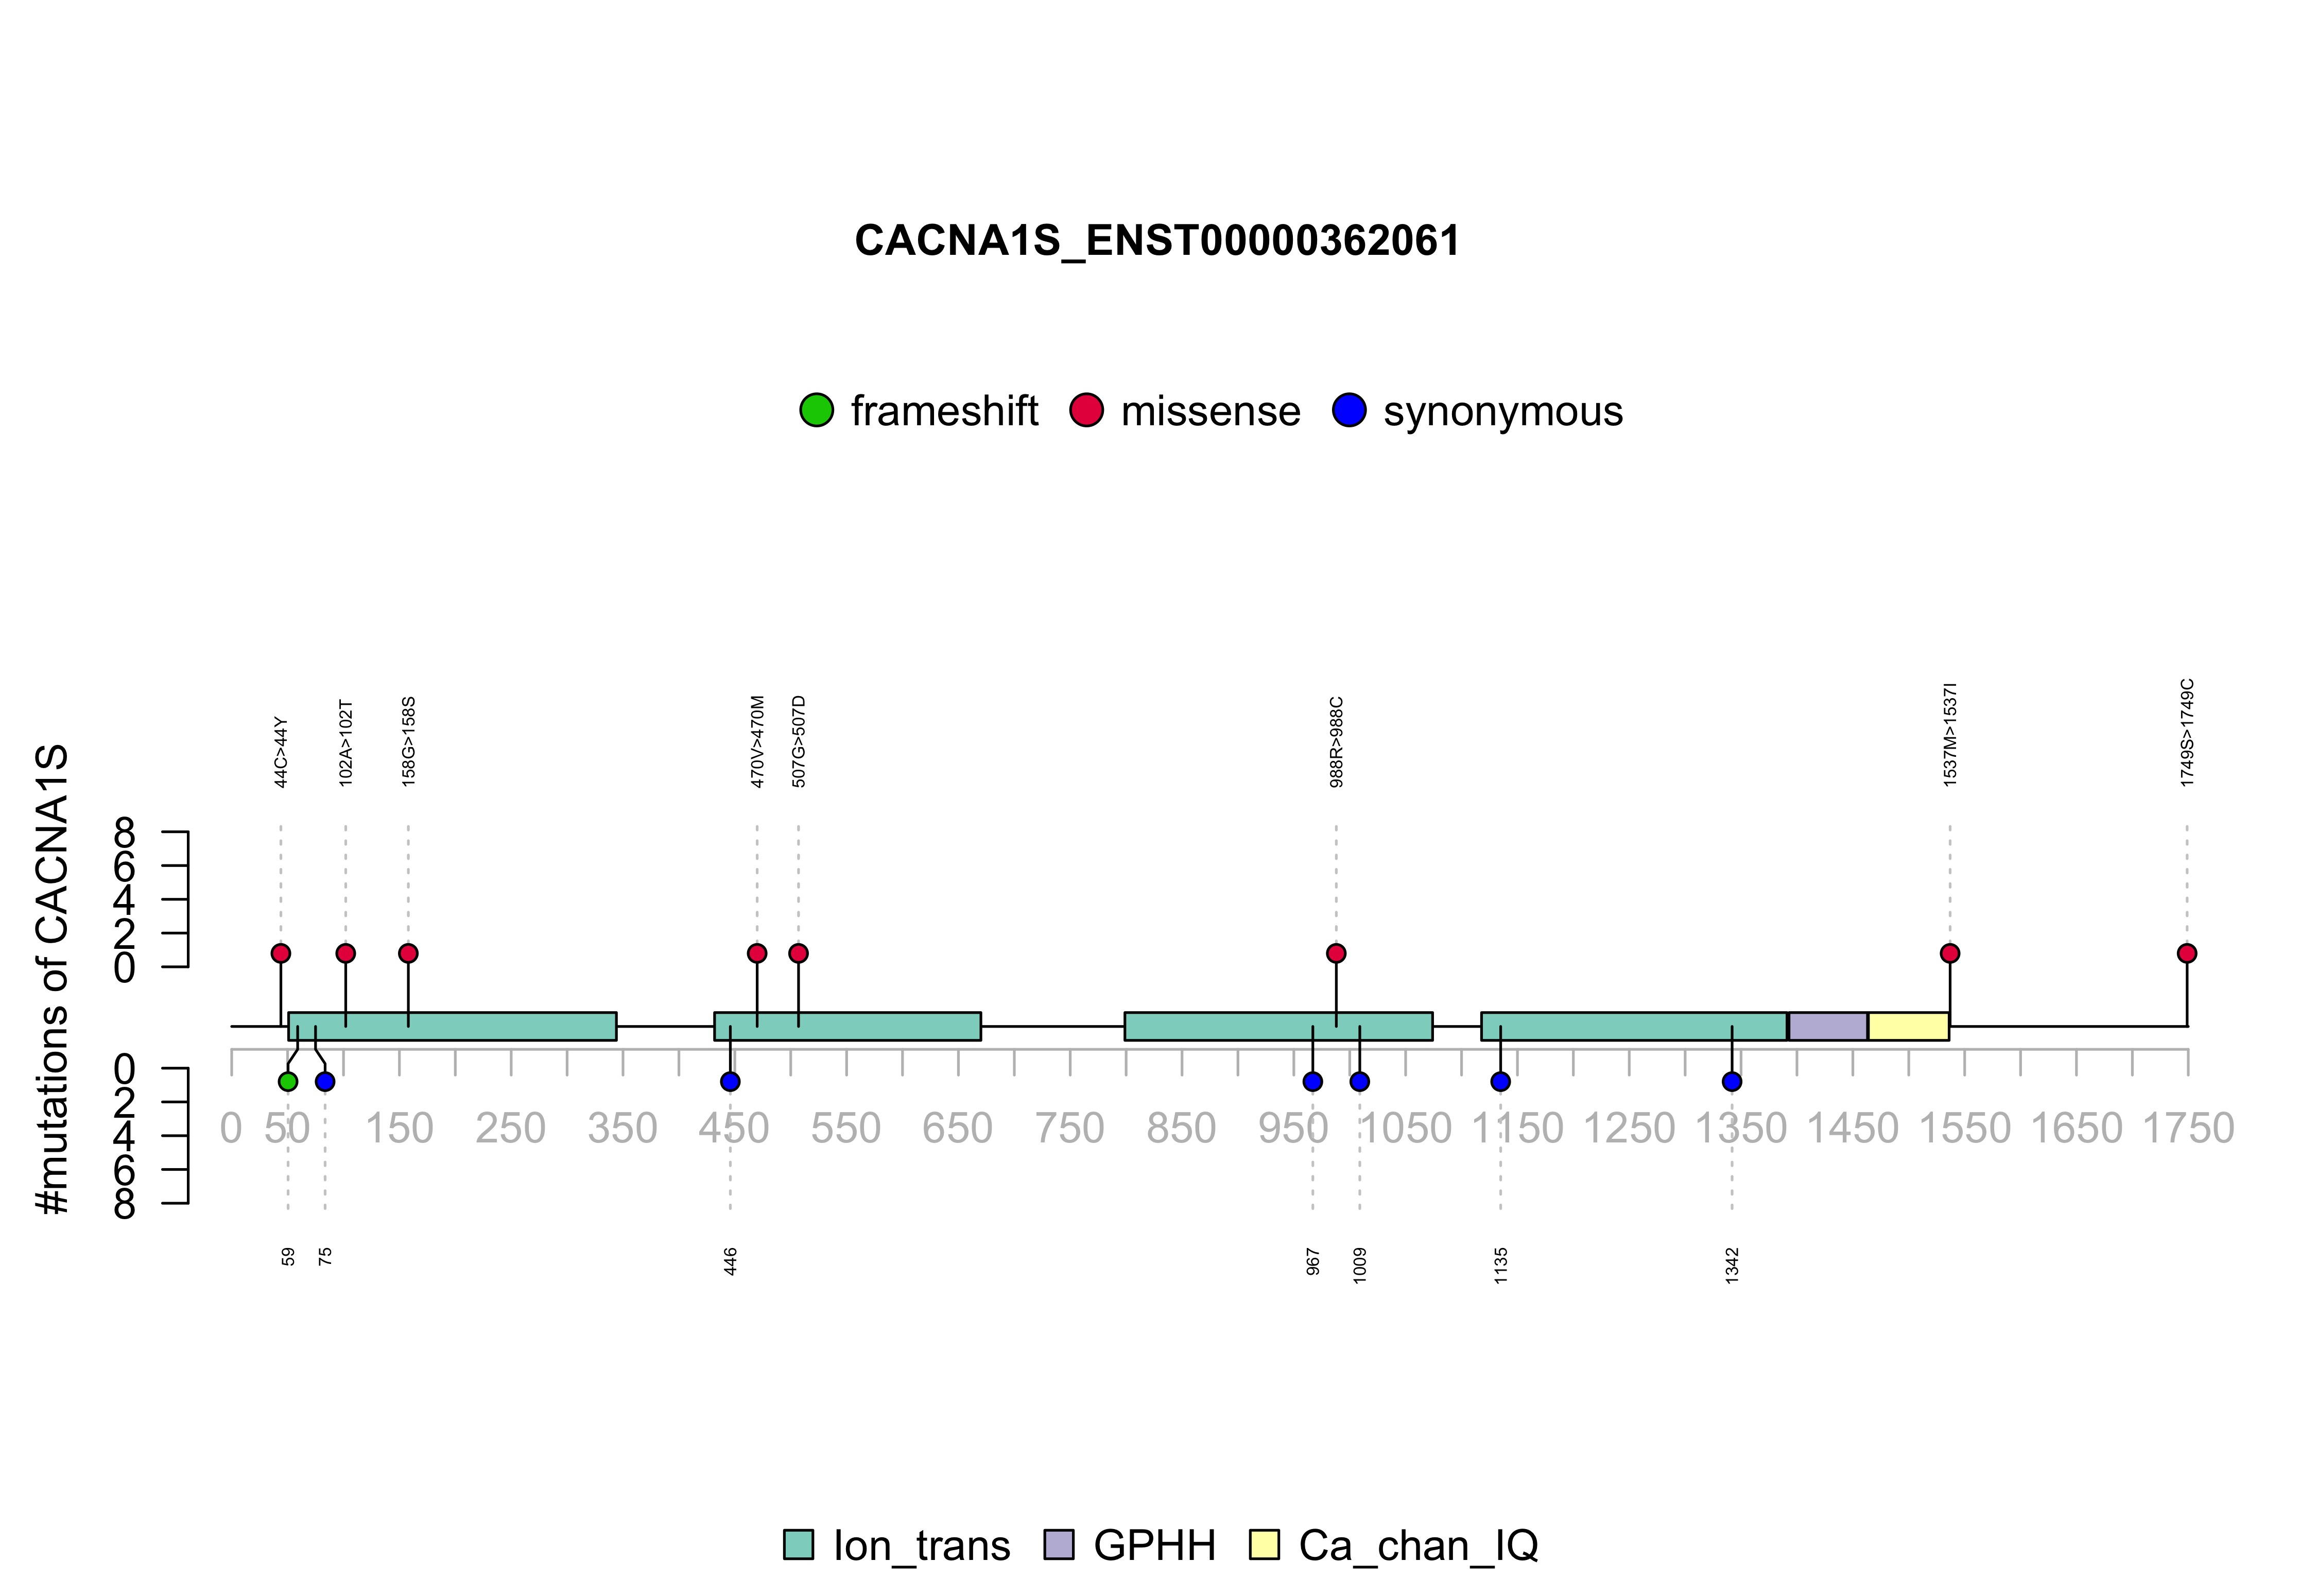 CACNA1S_ENST00000362061
frameshift missense synonymous
44C>44Y
102A>102T
158G>158S
470V>470M
507G>507D
988R>988C
1537M>1537I
1749S>1749C
#mutations of CACNA1S
8
6
4
2
0
0
2
4
6
8
0 50 150 250 350 450 550 650 750 850 950 1050 1150 1250 1350 1450 1550 1650 1750
59
75
446
967
1009
1135
1342
Ion_trans GPHH Ca_chan_IQ